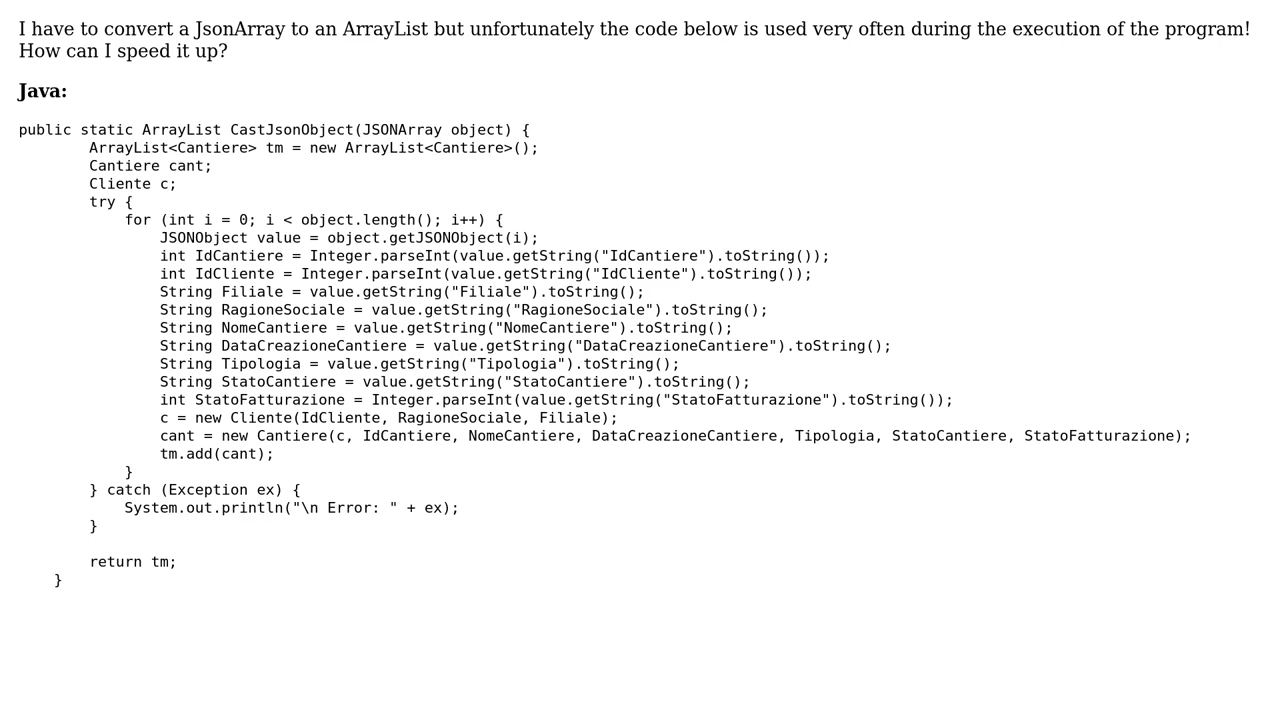 I have to convert a JsonArray to an ArrayList but unfortunately the code below is used very often during the execution of the program!
How can I speed it up?
Java:
public static ArrayList CastJsonObject(JSONArray object) {
        ArrayList<Cantiere> tm = new ArrayList<Cantiere>();
        Cantiere cant;
        Cliente c;
        try {
            for (int i = 0; i < object.length(); i++) {
                JSONObject value = object.getJSONObject(i);
                int IdCantiere = Integer.parseInt(value.getString("IdCantiere").toString());
                int IdCliente = Integer.parseInt(value.getString("IdCliente").toString());
                String Filiale = value.getString("Filiale").toString();
                String RagioneSociale = value.getString("RagioneSociale").toString();
                String NomeCantiere = value.getString("NomeCantiere").toString();
                String DataCreazioneCantiere = value.getString("DataCreazioneCantiere").toString();
                String Tipologia = value.getString("Tipologia").toString();
                String StatoCantiere = value.getString("StatoCantiere").toString();
                int StatoFatturazione = Integer.parseInt(value.getString("StatoFatturazione").toString());
                c = new Cliente(IdCliente, RagioneSociale, Filiale);
                cant = new Cantiere(c, IdCantiere, NomeCantiere, DataCreazioneCantiere, Tipologia, StatoCantiere, StatoFatturazione);
                tm.add(cant);
            }
        } catch (Exception ex) {
            System.out.println("\n Error: " + ex);
        }

        return tm;
    }